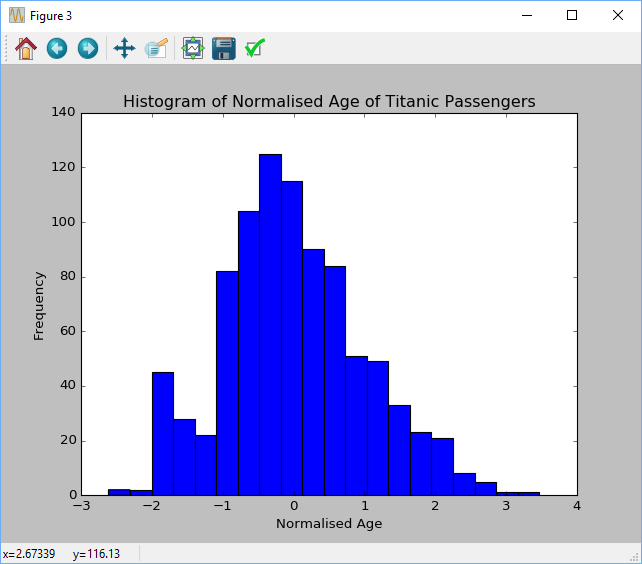 Figure 3
Histogram of Normalised Age of Titanic Passengers
140
120
100
80
60
40
20
0
Frequency
−3 −2 −1 0 1 2 3 4
Normalised Age
x=2.67339 y=116.13